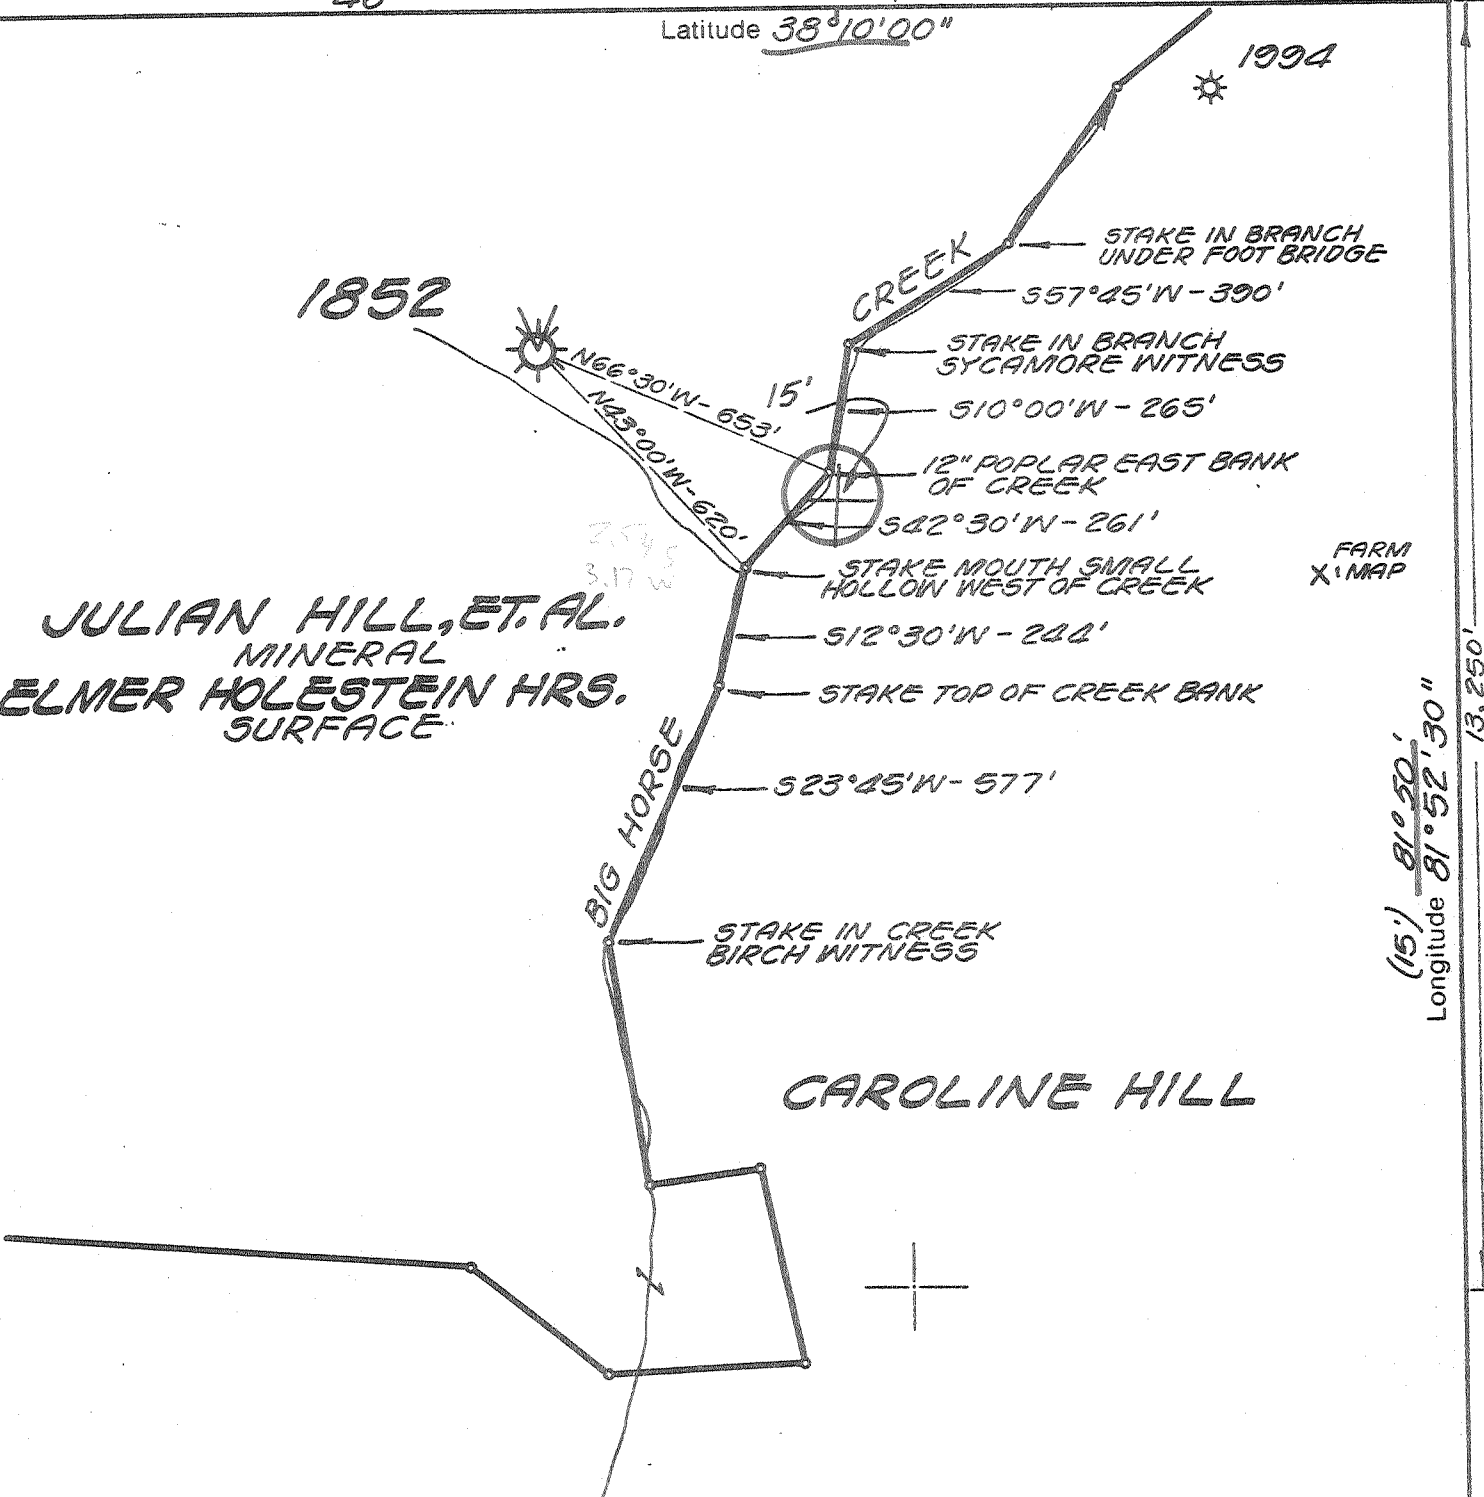 Latitude 38°10'00"
1994
STAKE IN BRANCH
UNDER FOOT BRIDGE
CREEK
S57°45'W-390'
1852
STAKE IN BRANCH
SYCAMORE WITNESS
N66°30'W-653'
15'
S10°00'W-265'
N43°00'W-620'
12" POPLAR EAST BANK
OF CREEK
S42°30'W-261'
STAKE MOUTH SMALL
HOLLOW WEST OF CREEK
FARM
X MAP
3.17 W
JULIAN HILL, ET. AL.
MINERAL
ELMER HOLESTEIN HRS.
SURFACE
S12°30'W-244'
STAKE TOP OF CREEK BANK
13,250'
BIG HORSE
S23°45'W-577'
(15') 81°50'
Longitude 81°52'30"
STAKE IN CREEK
BIRCH WITNESS
CAROLINE HILL